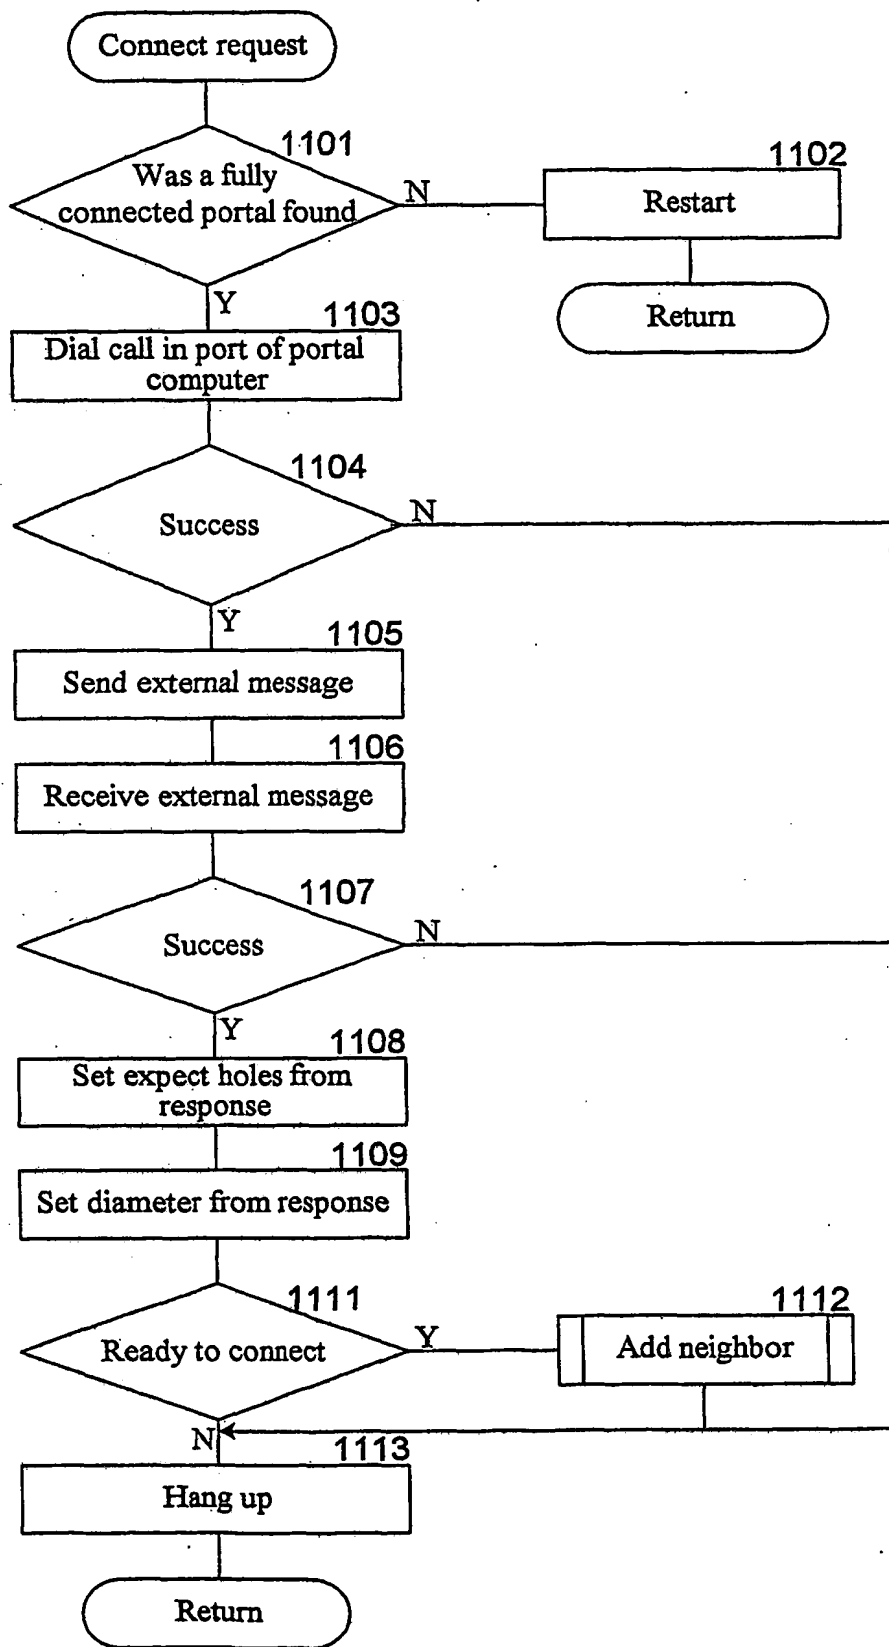 Connect request
1101
Was a fully
connected portal found
N
1102
Restart
Return
Y
1103
Dial call in port of portal
computer
1104
Success
N
Y
1105
Send external message
1106
Receive external message
1107
Success
N
Y
1108
Set expect holes from
response
1109
Set diameter from response
1111
Ready to connect
Y
1112
Add neighbor
N
1113
Hang up
Return